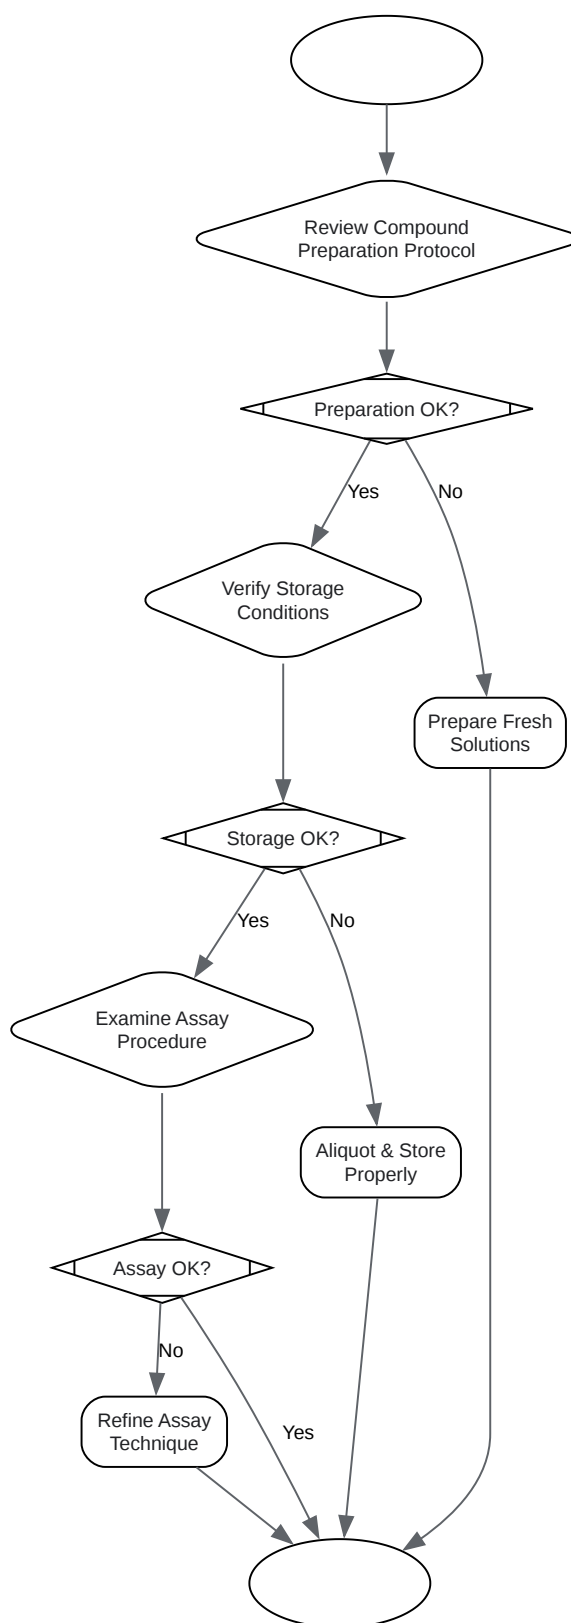 Review Compound
Preparation Protocol
Preparation OK?
Yes
No
Verify Storage
Conditions
Prepare Fresh
Solutions
Storage OK?
Yes
No
Examine Assay
Procedure
Aliquot & Store
Properly
Assay OK?
No
Refine Assay
Technique
Yes